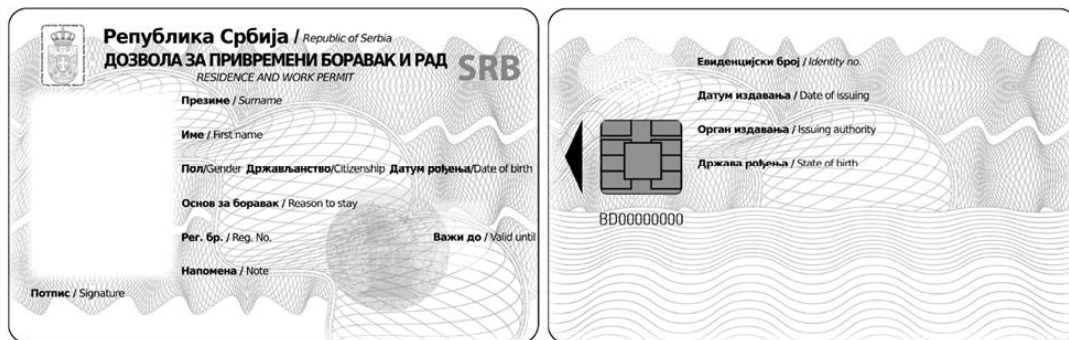 Република Србија / Republic of Serbia
ДОЗВОЛА ЗА ПРИВРЕМЕНИ БОРАВАК И РАД
RESIDENCE AND WORK PERMIT
SRB
Презиме / Surname
Име / First name
Пол/Gender Држављанство/Citizenship Датум рођења/Date of birth
Основ за боравак / Reason to stay
Рег. бр. / Reg. No. Важи до / Valid until
Напомена / Note
Потпис / Signature
Евиденцијски број / Identity no.
Датум издавања / Date of issuing
Орган издавања / Issuing authority
Држава рођења / State of birth
BD00000000